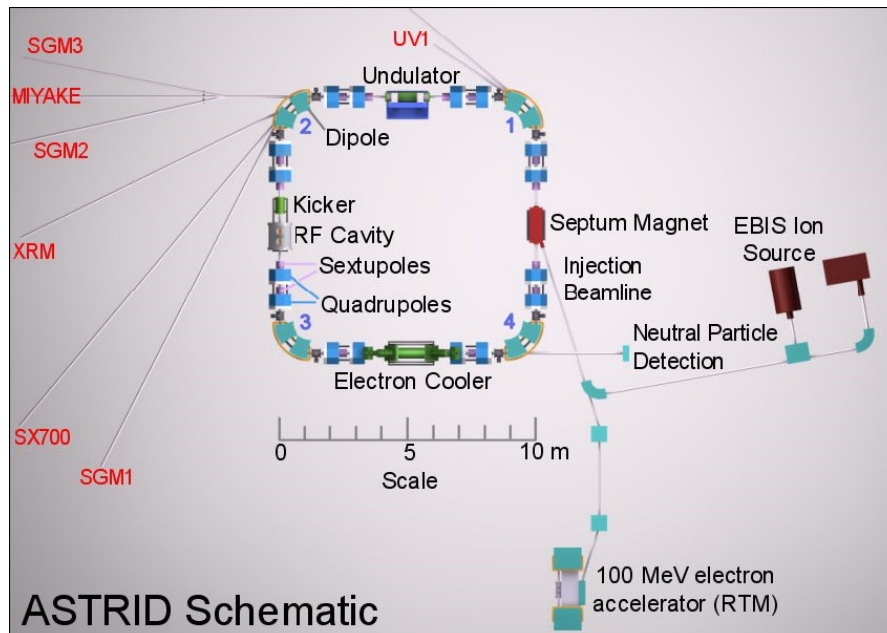 SGM3
UV1
Undulator
MIYAKE
2
1
SGM2
Dipole
Kicker
Septum Magnet
EBIS Ion
Source
XRM
RF Cavity
Sextupoles
Injection
Beamline
Quadrupoles
3
4
Neutral Particle
Detection
Electron Cooler
SX700
0
5
10 m
SGM1
Scale
100 MeV electron
accelerator (RTM)
ASTRID Schematic